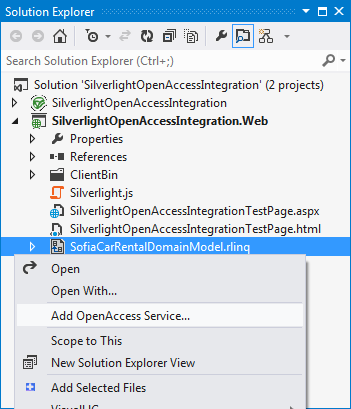 Solution Explorer
Search Solution Explorer (Ctrl+;)
Solution 'SilverlightOpenAccessIntegration' (2 projects)
SilverlightOpenAccessIntegration
SilverlightOpenAccessIntegration.Web
Properties
References
ClientBin
Silverlight.js
SilverlightOpenAccessIntegrationTestPage.aspx
SilverlightOpenAccessIntegrationTestPage.html
SofiaCarRentalDomainModel.rlinq
Open
Open With...
Add OpenAccess Service...
Scope to This
New Solution Explorer View
Add Selected Files